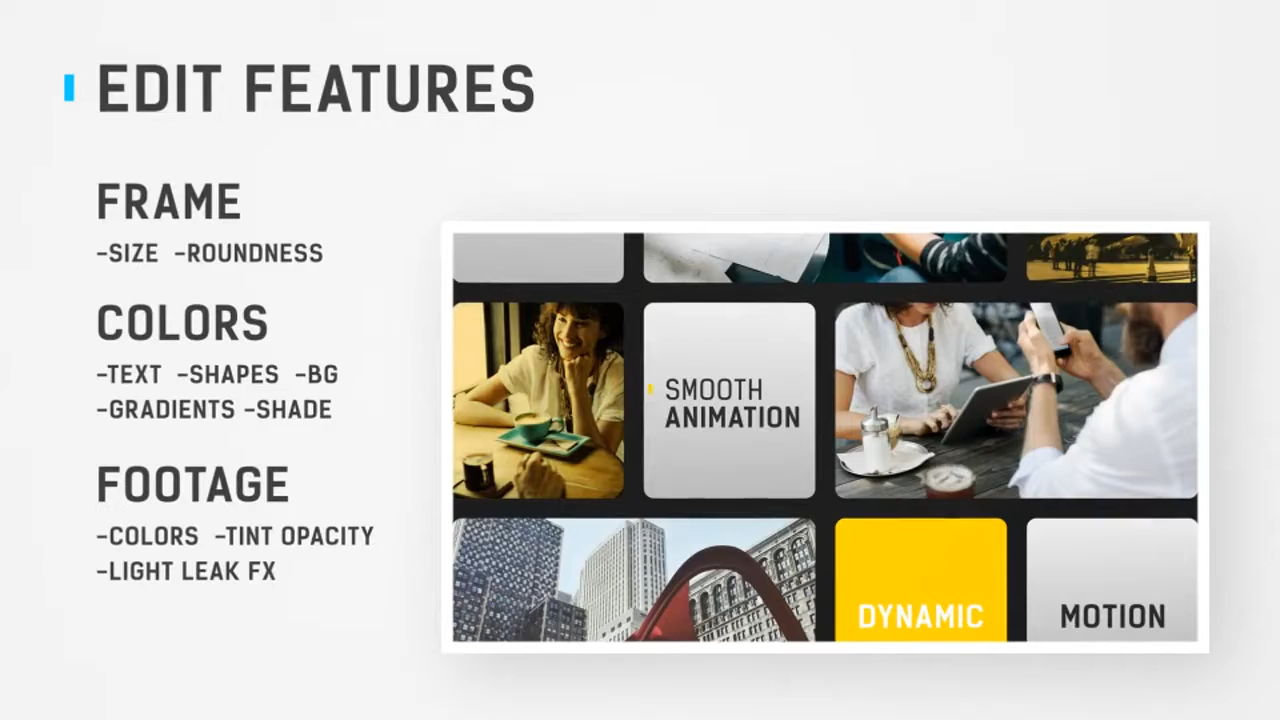 EDIT FEATURES
FRAME
-SIZE -ROUNDNESS
COLORS
-TEXT -SHAPES -BG
-GRADIENTS -SHADE
FOOTAGE
-COLORS -TINT OPACITY
-LIGHT LEAK FX
SMOOTH
ANIMATION
DYNAMIC
MOTION